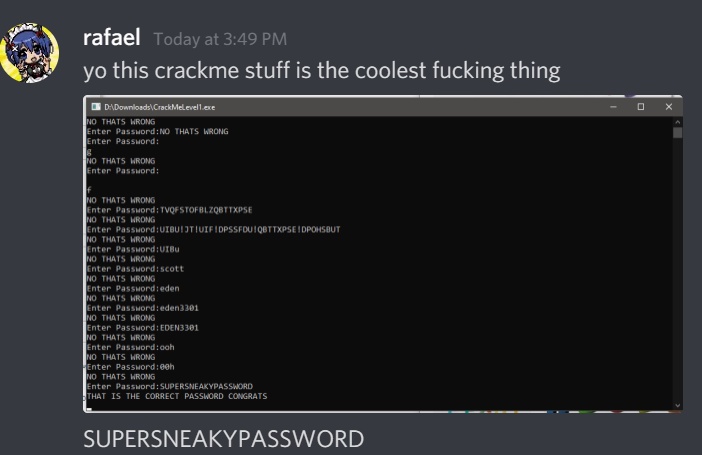 rafael Today at 3:49 PM
yo this crackme stuff is the coolest fucking thing
D:\Downloads\CrackMeLevel1.exe
NO THATS WRONG
Enter Password:NO THATS WRONG
Enter Password:
g
NO THATS WRONG
Enter Password:
f
NO THATS WRONG
Enter Password:TVQFSTOFBLZQBTTXPSE
NO THATS WRONG
Enter Password:UIBU!JT!UIF!DPSSFDU!QBTTXPSE!DPOHSBUT
NO THATS WRONG
Enter Password:UIBu
NO THATS WRONG
Enter Password:scott
NO THATS WRONG
Enter Password:eden
NO THATS WRONG
Enter Password:eden3301
NO THATS WRONG
Enter Password:EDEN3301
NO THATS WRONG
Enter Password:ooh
NO THATS WRONG
Enter Password:00h
NO THATS WRONG
Enter Password:SUPERSNEAKYPASSWORD
THAT IS THE CORRECT PASSWORD CONGRATS
SUPERSNEAKYPASSWORD